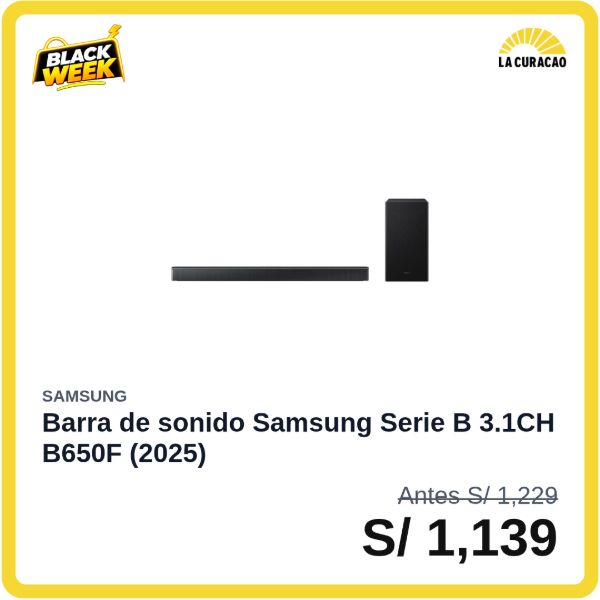 BLACK
WEEK
LA CURACAO
SAMSUNG
Barra de sonido Samsung Serie B 3.1CH
B650F (2025)
Antes S/ 1,229
S/ 1,139